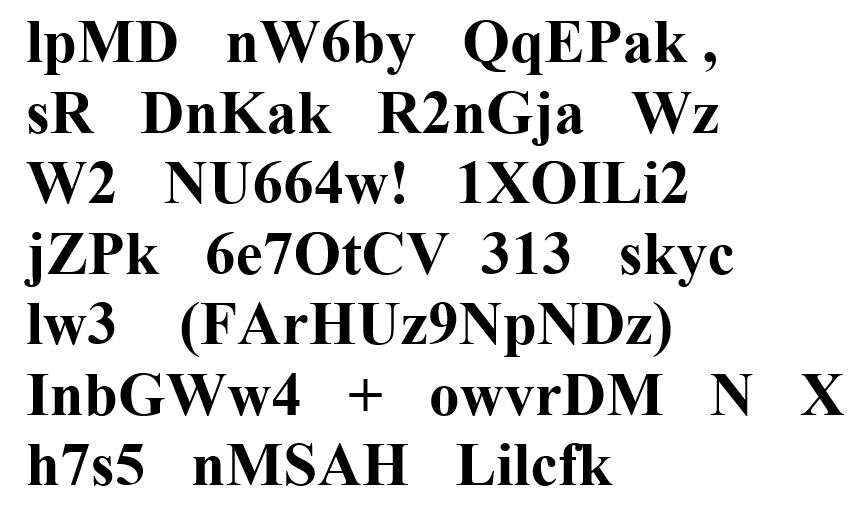 lpMD nW6by QqEPak ,
sR DnKak R2nGja Wz
W2 NU664w! 1XOILi2
jZPk 6e7OtCV 313 skyc
lw3 (FArHUz9NpNDz)
InbGWw4 + owvrDM N X
h7s5 nMSAH Lilcfk